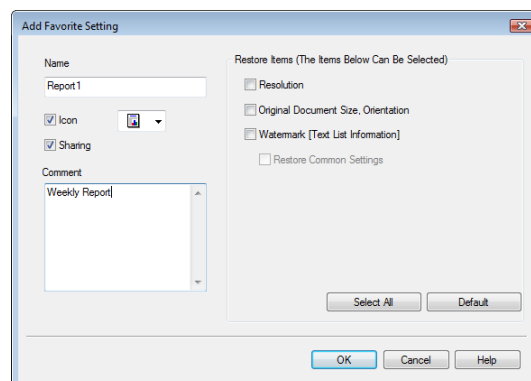 Add Favorite Setting
Name
Report1
Icon
Sharing
Comment
Weekly Report
Restore Items (The Items Below Can Be Selected)
Resolution
Original Document Size, Orientation
Watermark [Text List Information]
Restore Common Settings
Select All
Default
OK
Cancel
Help